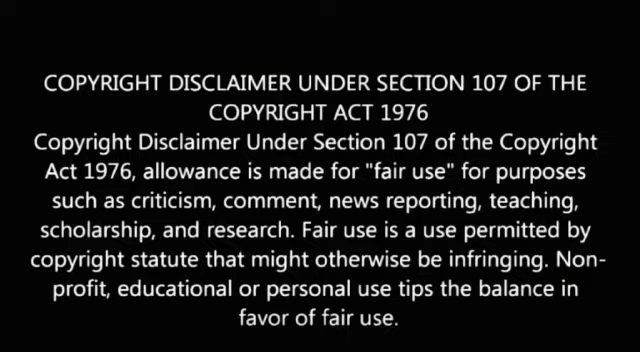 COPYRIGHT DISCLAIMER UNDER SECTION 107 OF THE
COPYRIGHT ACT 1976
Copyright Disclaimer Under Section 107 of the Copyright
Act 1976, allowance is made for "fair use" for purposes
such as criticism, comment, news reporting, teaching,
scholarship, and research. Fair use is a use permitted by
copyright statute that might otherwise be infringing. Non-
profit, educational or personal use tips the balance in
favor of fair use.